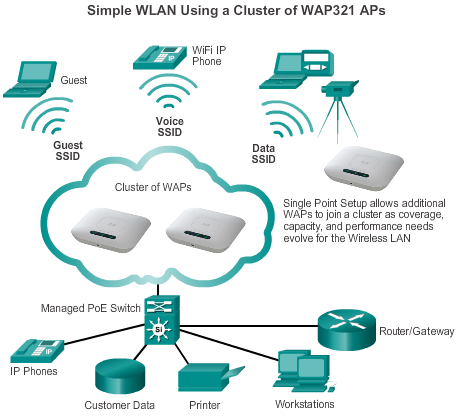 Simple WLAN Using a Cluster of WAP321 APs
Guest
WiFi IP
Phone
Guest
SSID
Voice
SSID
Data
SSID
Cluster of WAPs
Single Point Setup allows additional
WAPs to join a cluster as coverage,
capacity, and performance needs
evolve for the Wireless LAN
Managed PoE Switch
Si
Router/Gateway
IP Phones
Customer Data
Printer
Workstations